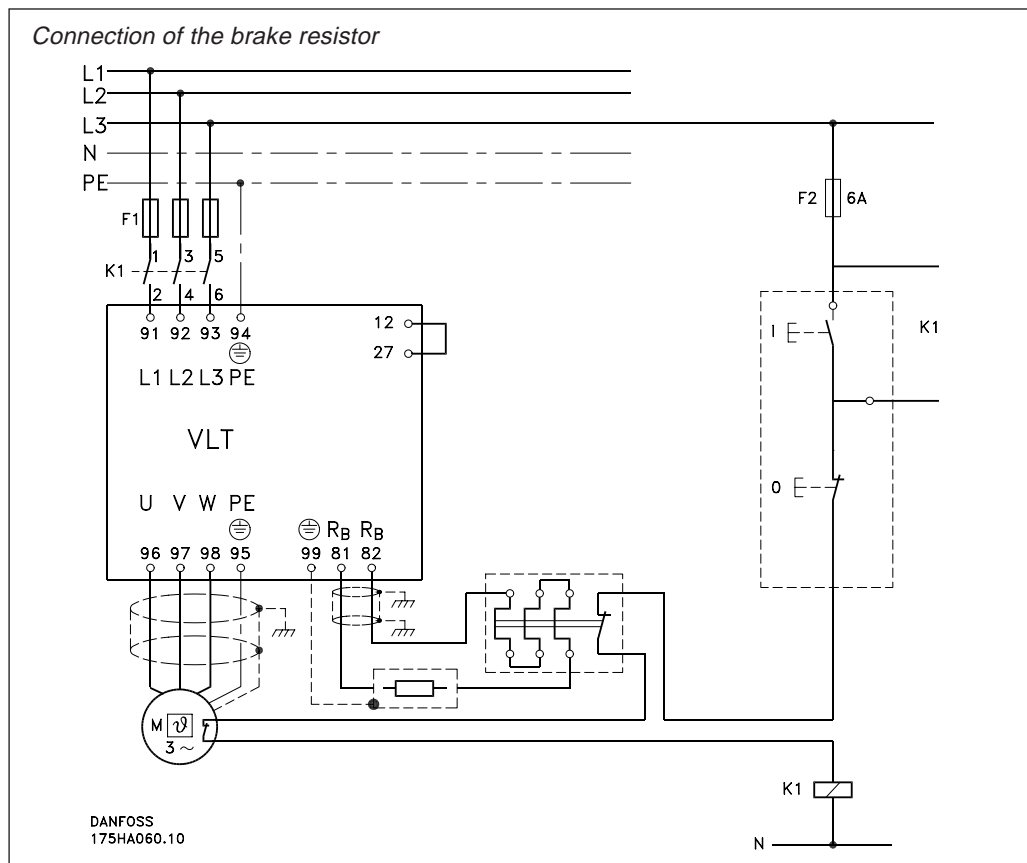 Connection of the brake resistor
L1
L2
L3
N
PE
F1
F2 6A
1 3 5
K1
2 4 6
91 92 93 94
12
27
L1 L2 L3 PE
I
K1
VLT
0
U V W PE
RB RB
96 97 98 95 99 81 82
M ϑ
3 ~
K1
DANFOSS
175HA060.10
N